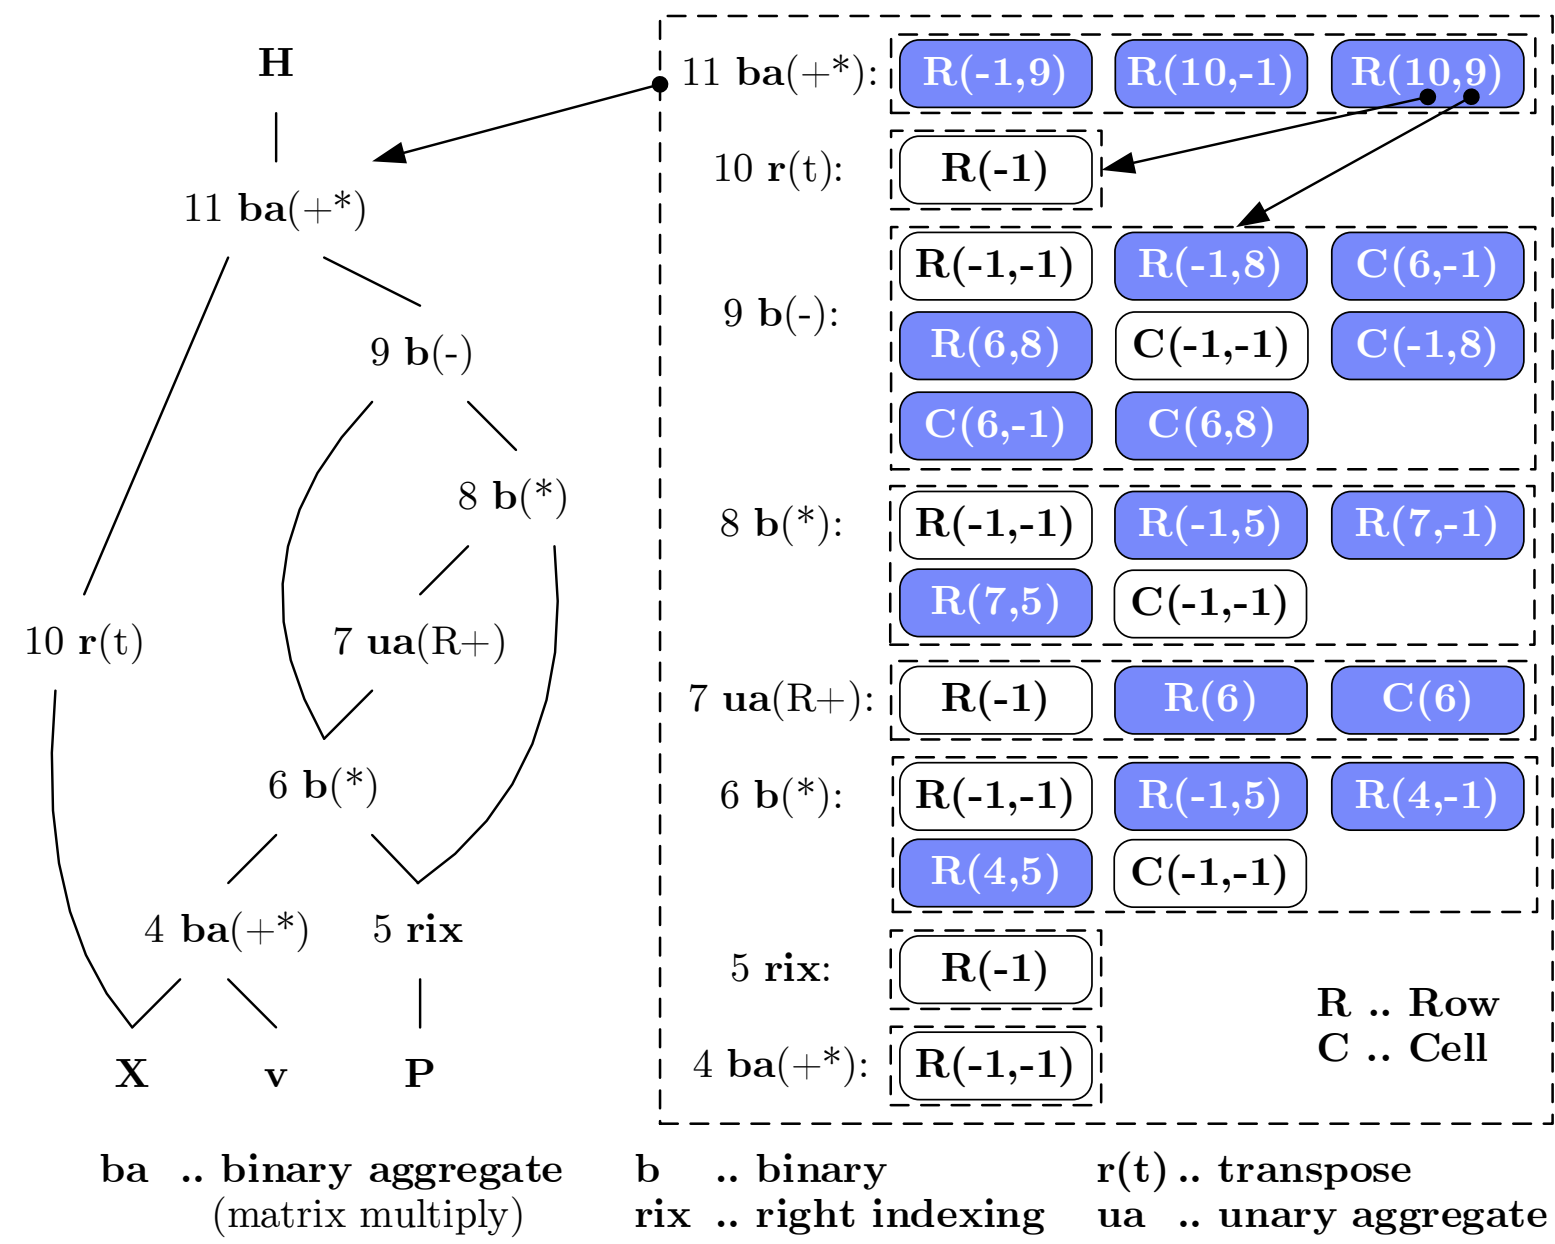 H
11 ba(+*)
9 b(-)
8 b(*)
10 r(t)
7 ua(R+)
6 b(*)
4 ba(+*)
5 rix
X v P
11 ba(+*): R(-1,9) R(10,-1) R(10,9)
10 r(t): R(-1)
9 b(-): R(-1,-1) R(-1,8) C(6,-1)
R(6,8) C(-1,-1) C(-1,8)
C(6,-1) C(6,8)
8 b(*): R(-1,-1) R(-1,5) R(7,-1)
R(7,5) C(-1,-1)
7 ua(R+): R(-1) R(6) C(6)
6 b(*): R(-1,-1) R(-1,5) R(4,-1)
R(4,5) C(-1,-1)
5 rix: R(-1)
4 ba(+*): R(-1,-1)
R .. Row
C .. Cell
ba .. binary aggregate
(matrix multiply)
b .. binary
rix .. right indexing
r(t) .. transpose
ua .. unary aggregate